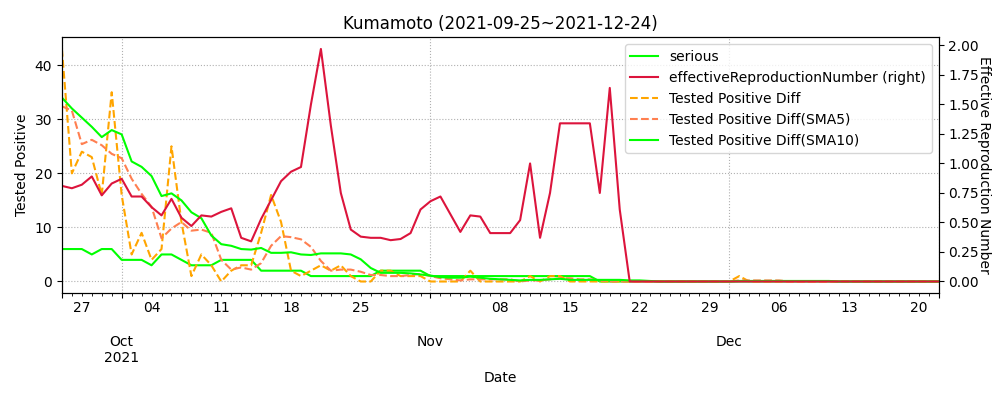 Kumamoto (2021-09-25~2021-12-24)
Tested Positive
40
30
20
10
0
serious
effectiveReproductionNumber (right)
Tested Positive Diff
Tested Positive Diff(SMA5)
Tested Positive Diff(SMA10)
2.00
1.75
1.50
1.25
1.00
0.75
0.50
0.25
0.00
Effective Reproduction Number
27 04 11 18 25 08 15 22 29 06 13 20
Oct Nov Dec
2021
Date